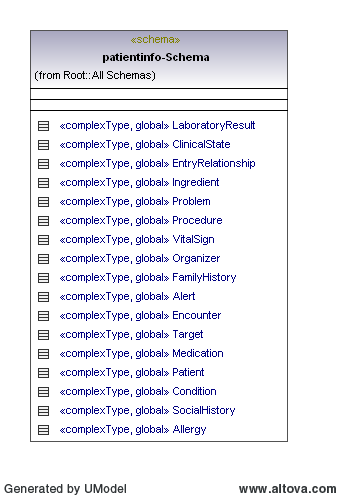 «schema»
patientinfo-Schema
(from Root::All Schemas)
«complexType, global» LaboratoryResult
«complexType, global» ClinicalState
«complexType, global» EntryRelationship
«complexType, global» Ingredient
«complexType, global» Problem
«complexType, global» Procedure
«complexType, global» VitalSign
«complexType, global» Organizer
«complexType, global» FamilyHistory
«complexType, global» Alert
«complexType, global» Encounter
«complexType, global» Target
«complexType, global» Medication
«complexType, global» Patient
«complexType, global» Condition
«complexType, global» SocialHistory
«complexType, global» Allergy
Generated by UModel www.altova.com